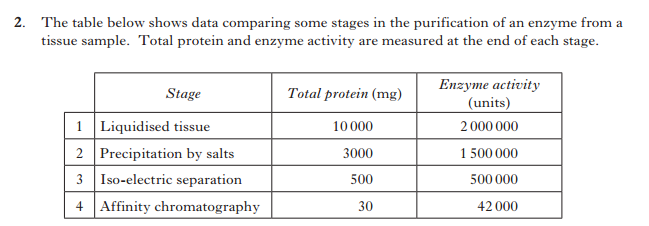 2. The table below shows data comparing some stages in the purification of an enzyme from a
tissue sample. Total protein and enzyme activity are measured at the end of each stage.
Stage Total protein (mg) Enzyme activity
(units)
1 Liquidised tissue 10 000 2 000 000
2 Precipitation by salts 3000 1 500 000
3 Iso-electric separation 500 500 000
4 Affinity chromatography 30 42 000